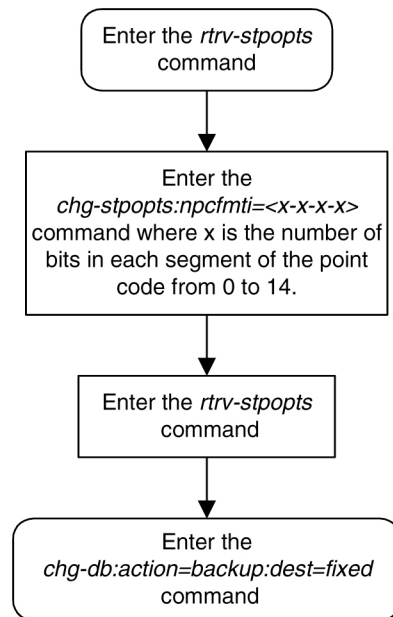 Enter the rtrv-stpopts
command
Enter the
chg-stpopts:npcfmti=<x-x-x-x>
command where x is the number of
bits in each segment of the point
code from 0 to 14.
Enter the rtrv-stpopts
command
Enter the
chg-db:action=backup:dest=fixed
command